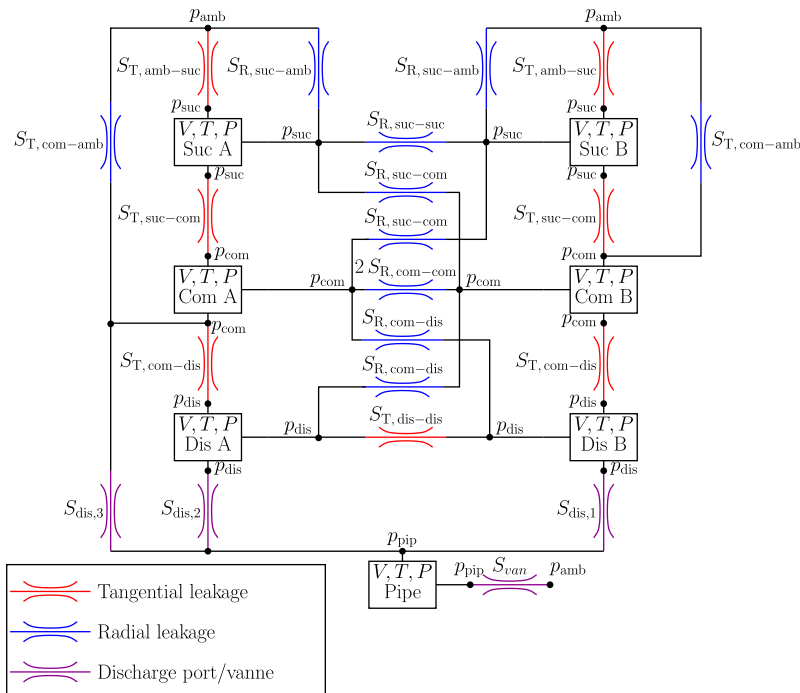 p_amb p_amb
S_T,amb−suc S_R,suc−amb S_R,suc−amb S_T,amb−suc
p_suc p_suc
S_R,suc−suc
V, T, P p_suc p_suc V, T, P
S_T,com−amb Suc A Suc B S_T,com−amb
p_suc S_R,suc−com p_suc
S_T,suc−com S_R,suc−com S_T,suc−com
p_com p_com
V, T, P p_com 2 S_R,com−com p_com V, T, P
Com A Com B
p_com S_R,com−dis p_com
S_T,com−dis S_R,com−dis S_T,com−dis
p_dis p_dis
S_T,dis−dis
V, T, P p_dis p_dis V, T, P
Dis A Dis B
p_dis p_dis
S_dis,3 S_dis,2 S_dis,1
p_pip
V, T, P p_pip S_van p_amb
Pipe
Tangential leakage
Radial leakage
Discharge port/vanne